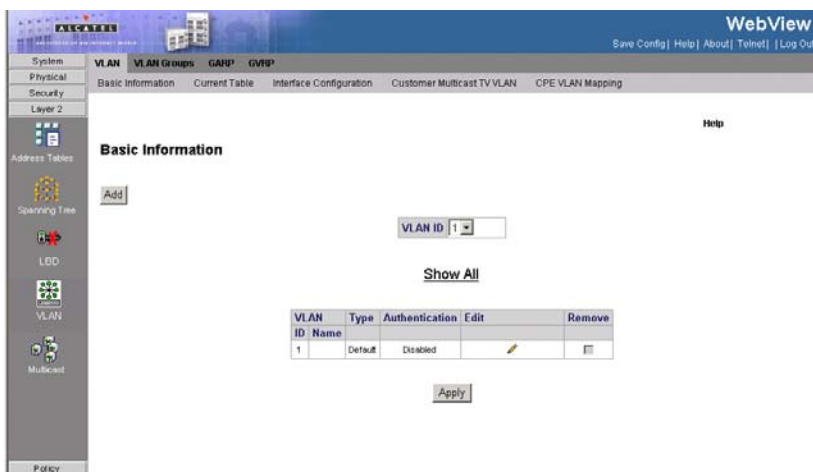 ALCATEL
WebView
Save Config| Help| About| Telnet| |Log Out
System
Physical
Security
Layer 2
Address Tables
Spanning Tree
LBD
VLAN
Multicast
Policy
VLAN VLAN Groups GARP GVRP
Basic Information Current Table Interface Configuration Customer Multicast TV VLAN CPE VLAN Mapping
Help
Basic Information
Add
VLAN ID 1
Show All
VLAN Type Authentication Edit Remove
ID Name
1 Default Disabled
Apply